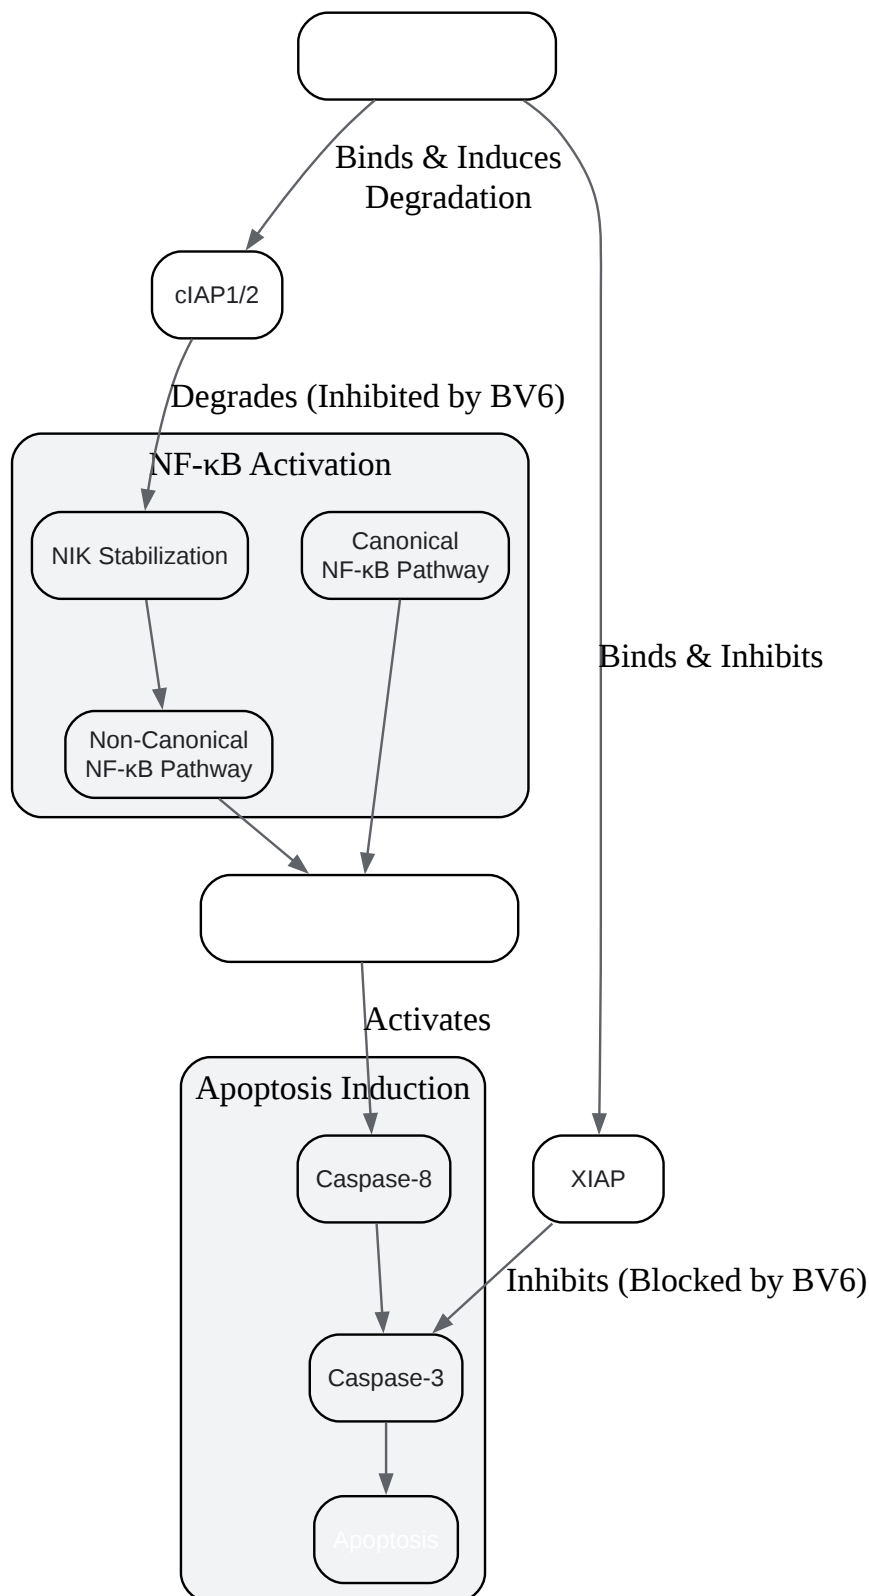 Binds & Induces
Degradation
cIAP1/2
Degrades (Inhibited by BV6)
NF-κB Activation
NIK Stabilization
Canonical
NF-κB Pathway
Binds & Inhibits
Non-Canonical
NF-κB Pathway
Activates
Apoptosis Induction
Caspase-8
XIAP
Inhibits (Blocked by BV6)
Caspase-3
Apoptosis